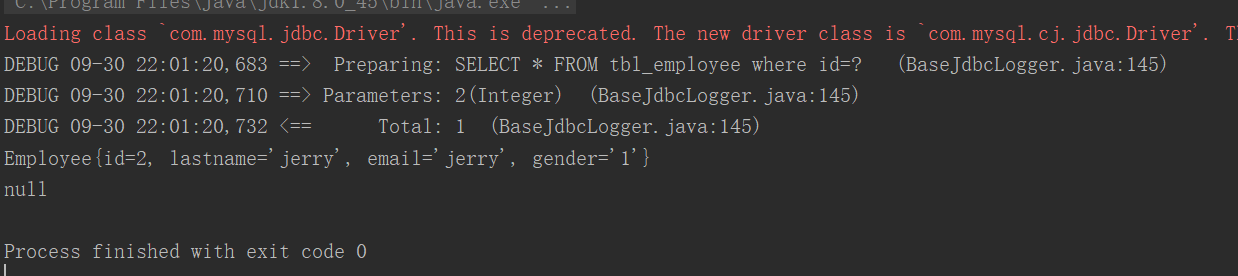 C:\Program Files\Java\jdk1.8.0_45\bin\java.exe" ...
Loading class `com.mysql.jdbc.Driver'. This is deprecated. The new driver class is `com.mysql.cj.jdbc.Driver'.
DEBUG 09-30 22:01:20,683 ==>  Preparing: SELECT * FROM tbl_employee where id=?   (BaseJdbcLogger.java:145)
DEBUG 09-30 22:01:20,710 ==> Parameters: 2(Integer)  (BaseJdbcLogger.java:145)
DEBUG 09-30 22:01:20,732 <==      Total: 1  (BaseJdbcLogger.java:145)
Employee{id=2, lastname='jerry', email='jerry', gender='1'}
null
Process finished with exit code 0